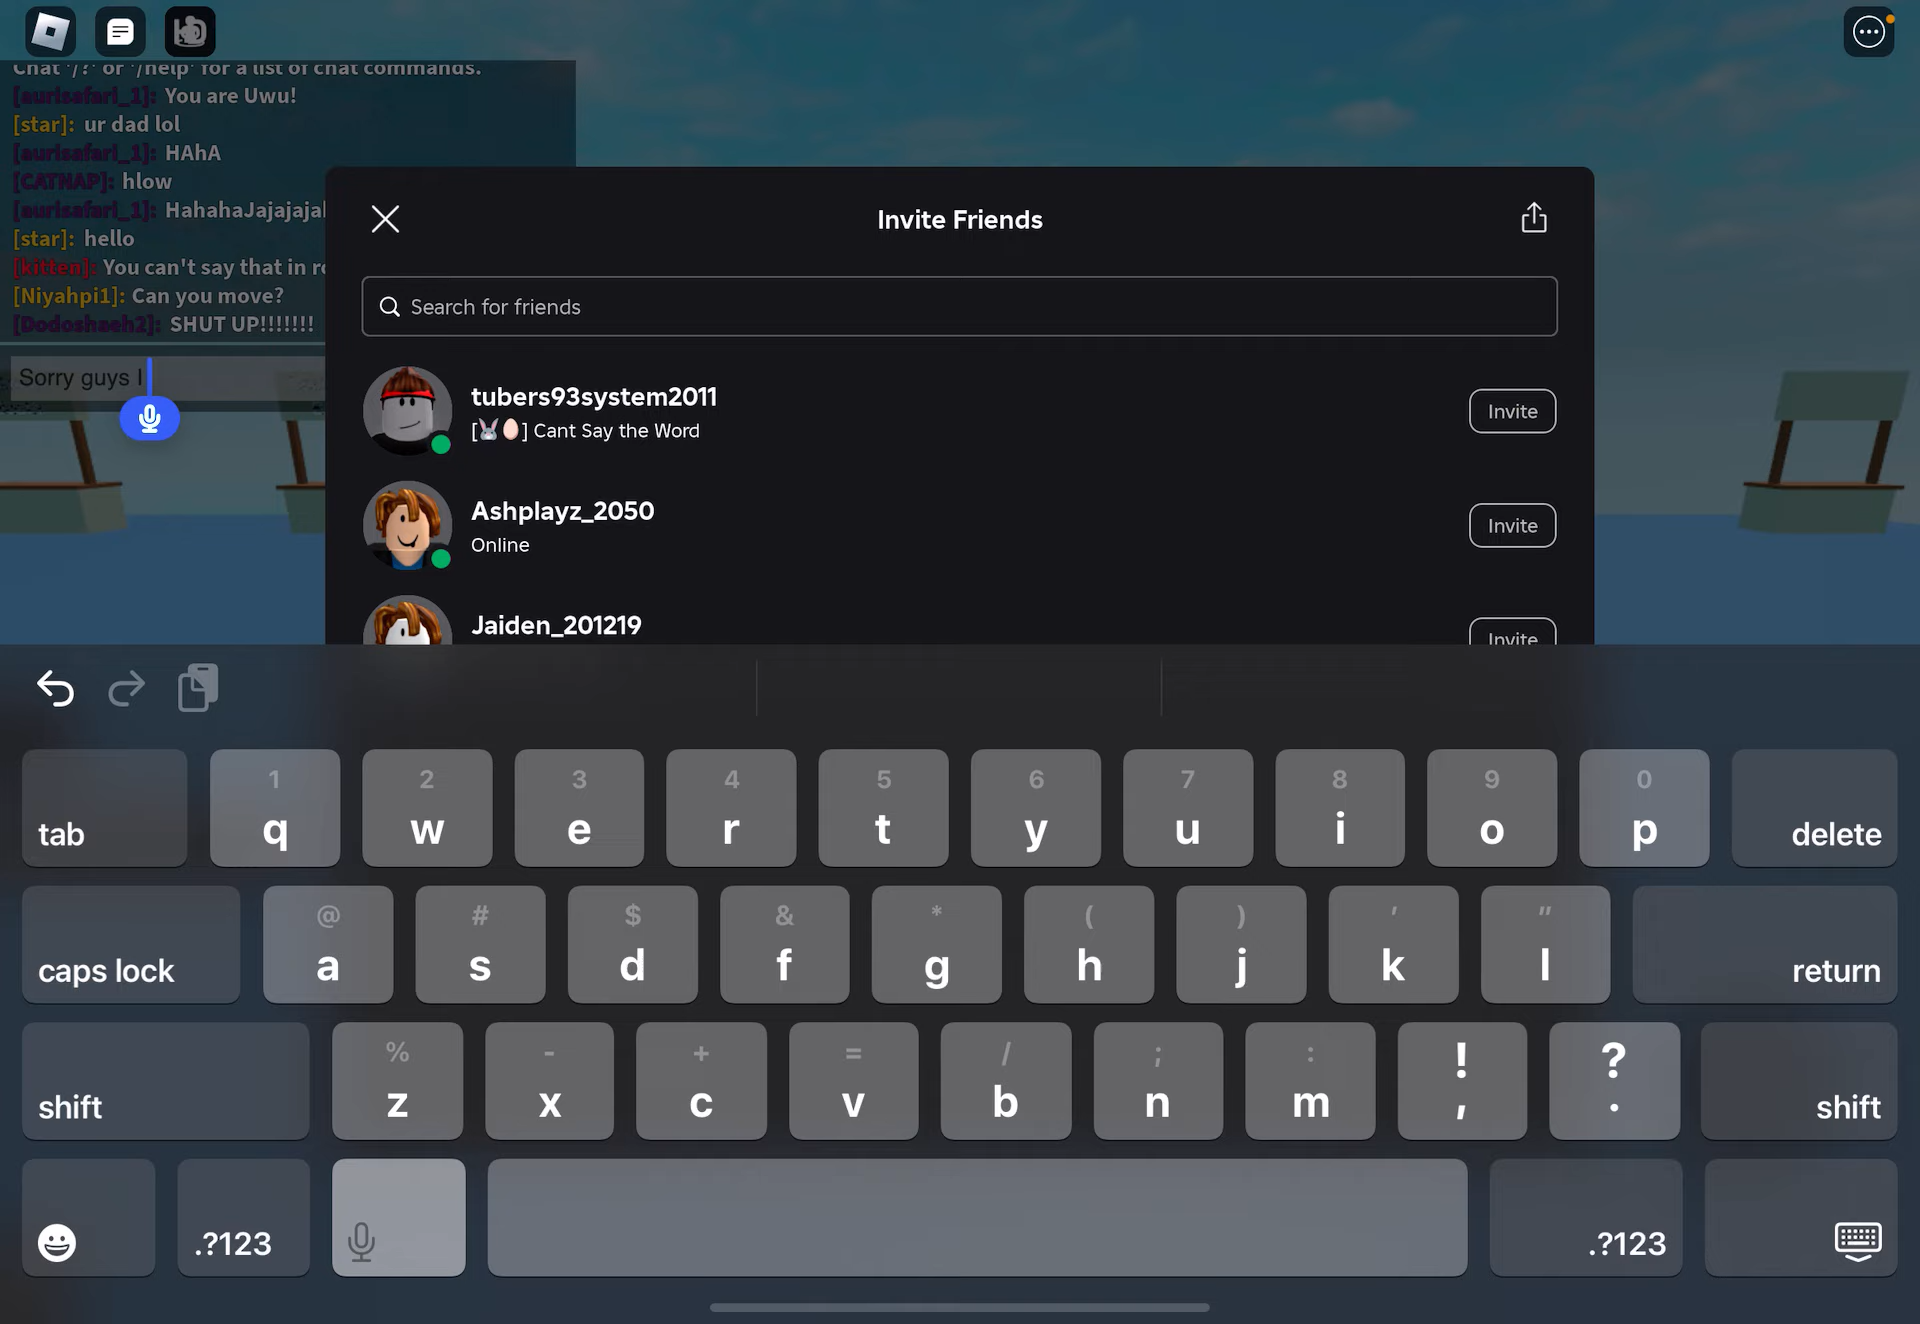 Chat '/?' or '/help' for a list of chat commands.
[aurisafari_1]: You are Uwu!
[star]: ur dad lol
[aurisafari_1]: HAhA
[CATNAP]: hlow
[aurisafari_1]: HahahaJajajajal
[star]: hello
[kitten]: You can't say that in ro
[Niyahpi1]: Can you move?
[Dodoshaeh2]: SHUT UP!!!!!!!
Sorry guys I
Invite Friends
Search for friends
tubers93system2011
[🐰🥚] Cant Say the Word
Invite
Ashplayz_2050
Online
Invite
Jaiden_201219
Invite
1 2 3 4 5 6 7 8 9 0
tab q w e r t y u i o p delete
@ # $ & * ( ) ' "
caps lock a s d f g h j k l return
% - + = / ; : ! ?
shift z x c v b n m , . shift
.?123 .?123